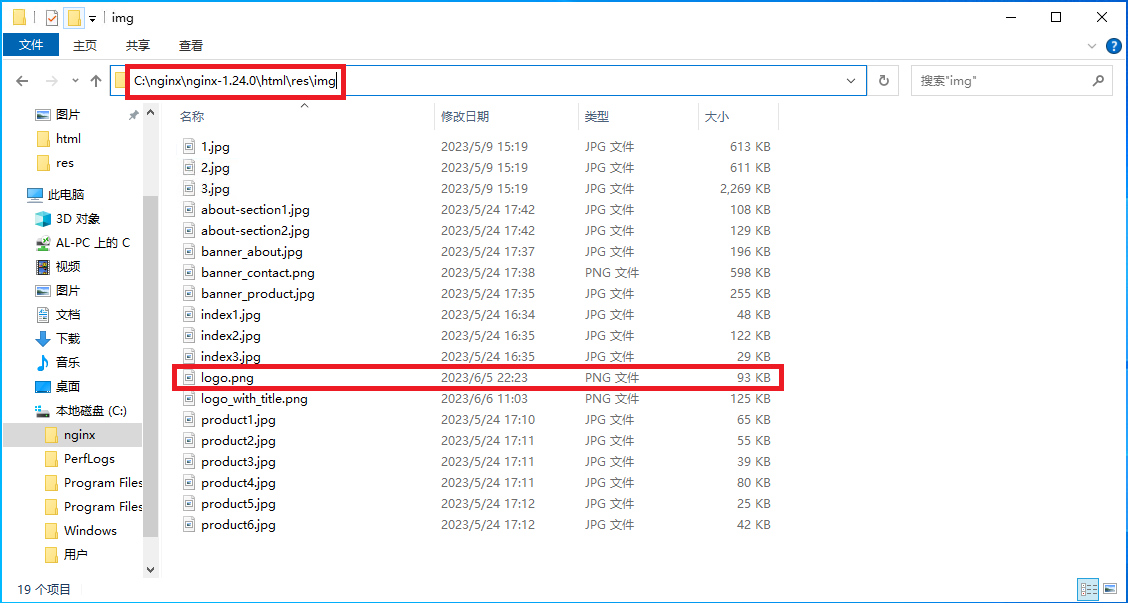 img
文件 主页 共享 查看
C:\nginx\nginx-1.24.0\html\res\img 搜索"img"
图片
html
res
此电脑
3D 对象
AL-PC 上的 C
视频
图片
文档
下载
音乐
桌面
本地磁盘 (C:)
nginx
PerfLogs
Program Files
Program Files
Windows
用户
名称 修改日期 类型 大小
1.jpg 2023/5/9 15:19 JPG 文件 613 KB
2.jpg 2023/5/9 15:19 JPG 文件 611 KB
3.jpg 2023/5/9 15:19 JPG 文件 2,269 KB
about-section1.jpg 2023/5/24 17:42 JPG 文件 108 KB
about-section2.jpg 2023/5/24 17:42 JPG 文件 129 KB
banner_about.jpg 2023/5/24 17:37 JPG 文件 196 KB
banner_contact.png 2023/5/24 17:38 PNG 文件 598 KB
banner_product.jpg 2023/5/24 17:35 JPG 文件 255 KB
index1.jpg 2023/5/24 16:34 JPG 文件 48 KB
index2.jpg 2023/5/24 16:35 JPG 文件 122 KB
index3.jpg 2023/5/24 16:35 JPG 文件 29 KB
logo.png 2023/6/5 22:23 PNG 文件 93 KB
logo_with_title.png 2023/6/6 11:03 PNG 文件 125 KB
product1.jpg 2023/5/24 17:10 JPG 文件 65 KB
product2.jpg 2023/5/24 17:11 JPG 文件 55 KB
product3.jpg 2023/5/24 17:11 JPG 文件 39 KB
product4.jpg 2023/5/24 17:11 JPG 文件 80 KB
product5.jpg 2023/5/24 17:12 JPG 文件 25 KB
product6.jpg 2023/5/24 17:12 JPG 文件 42 KB
19 个项目